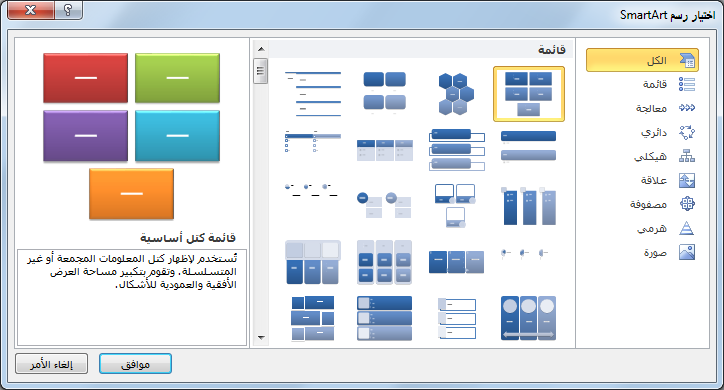 اختيار رسم SmartArt
الكل
قائمة
معالجة
دائري
هيكلي
علاقة
مصفوفة
هرمي
صورة
قائمة
قائمة كتل أساسية
تُستخدم لإظهار كتل المعلومات المجمعة أو غير
المتسلسلة. وتقوم بتكبير مساحة العرض
الأفقية والعمودية للأشكال.
موافق
إلغاء الأمر